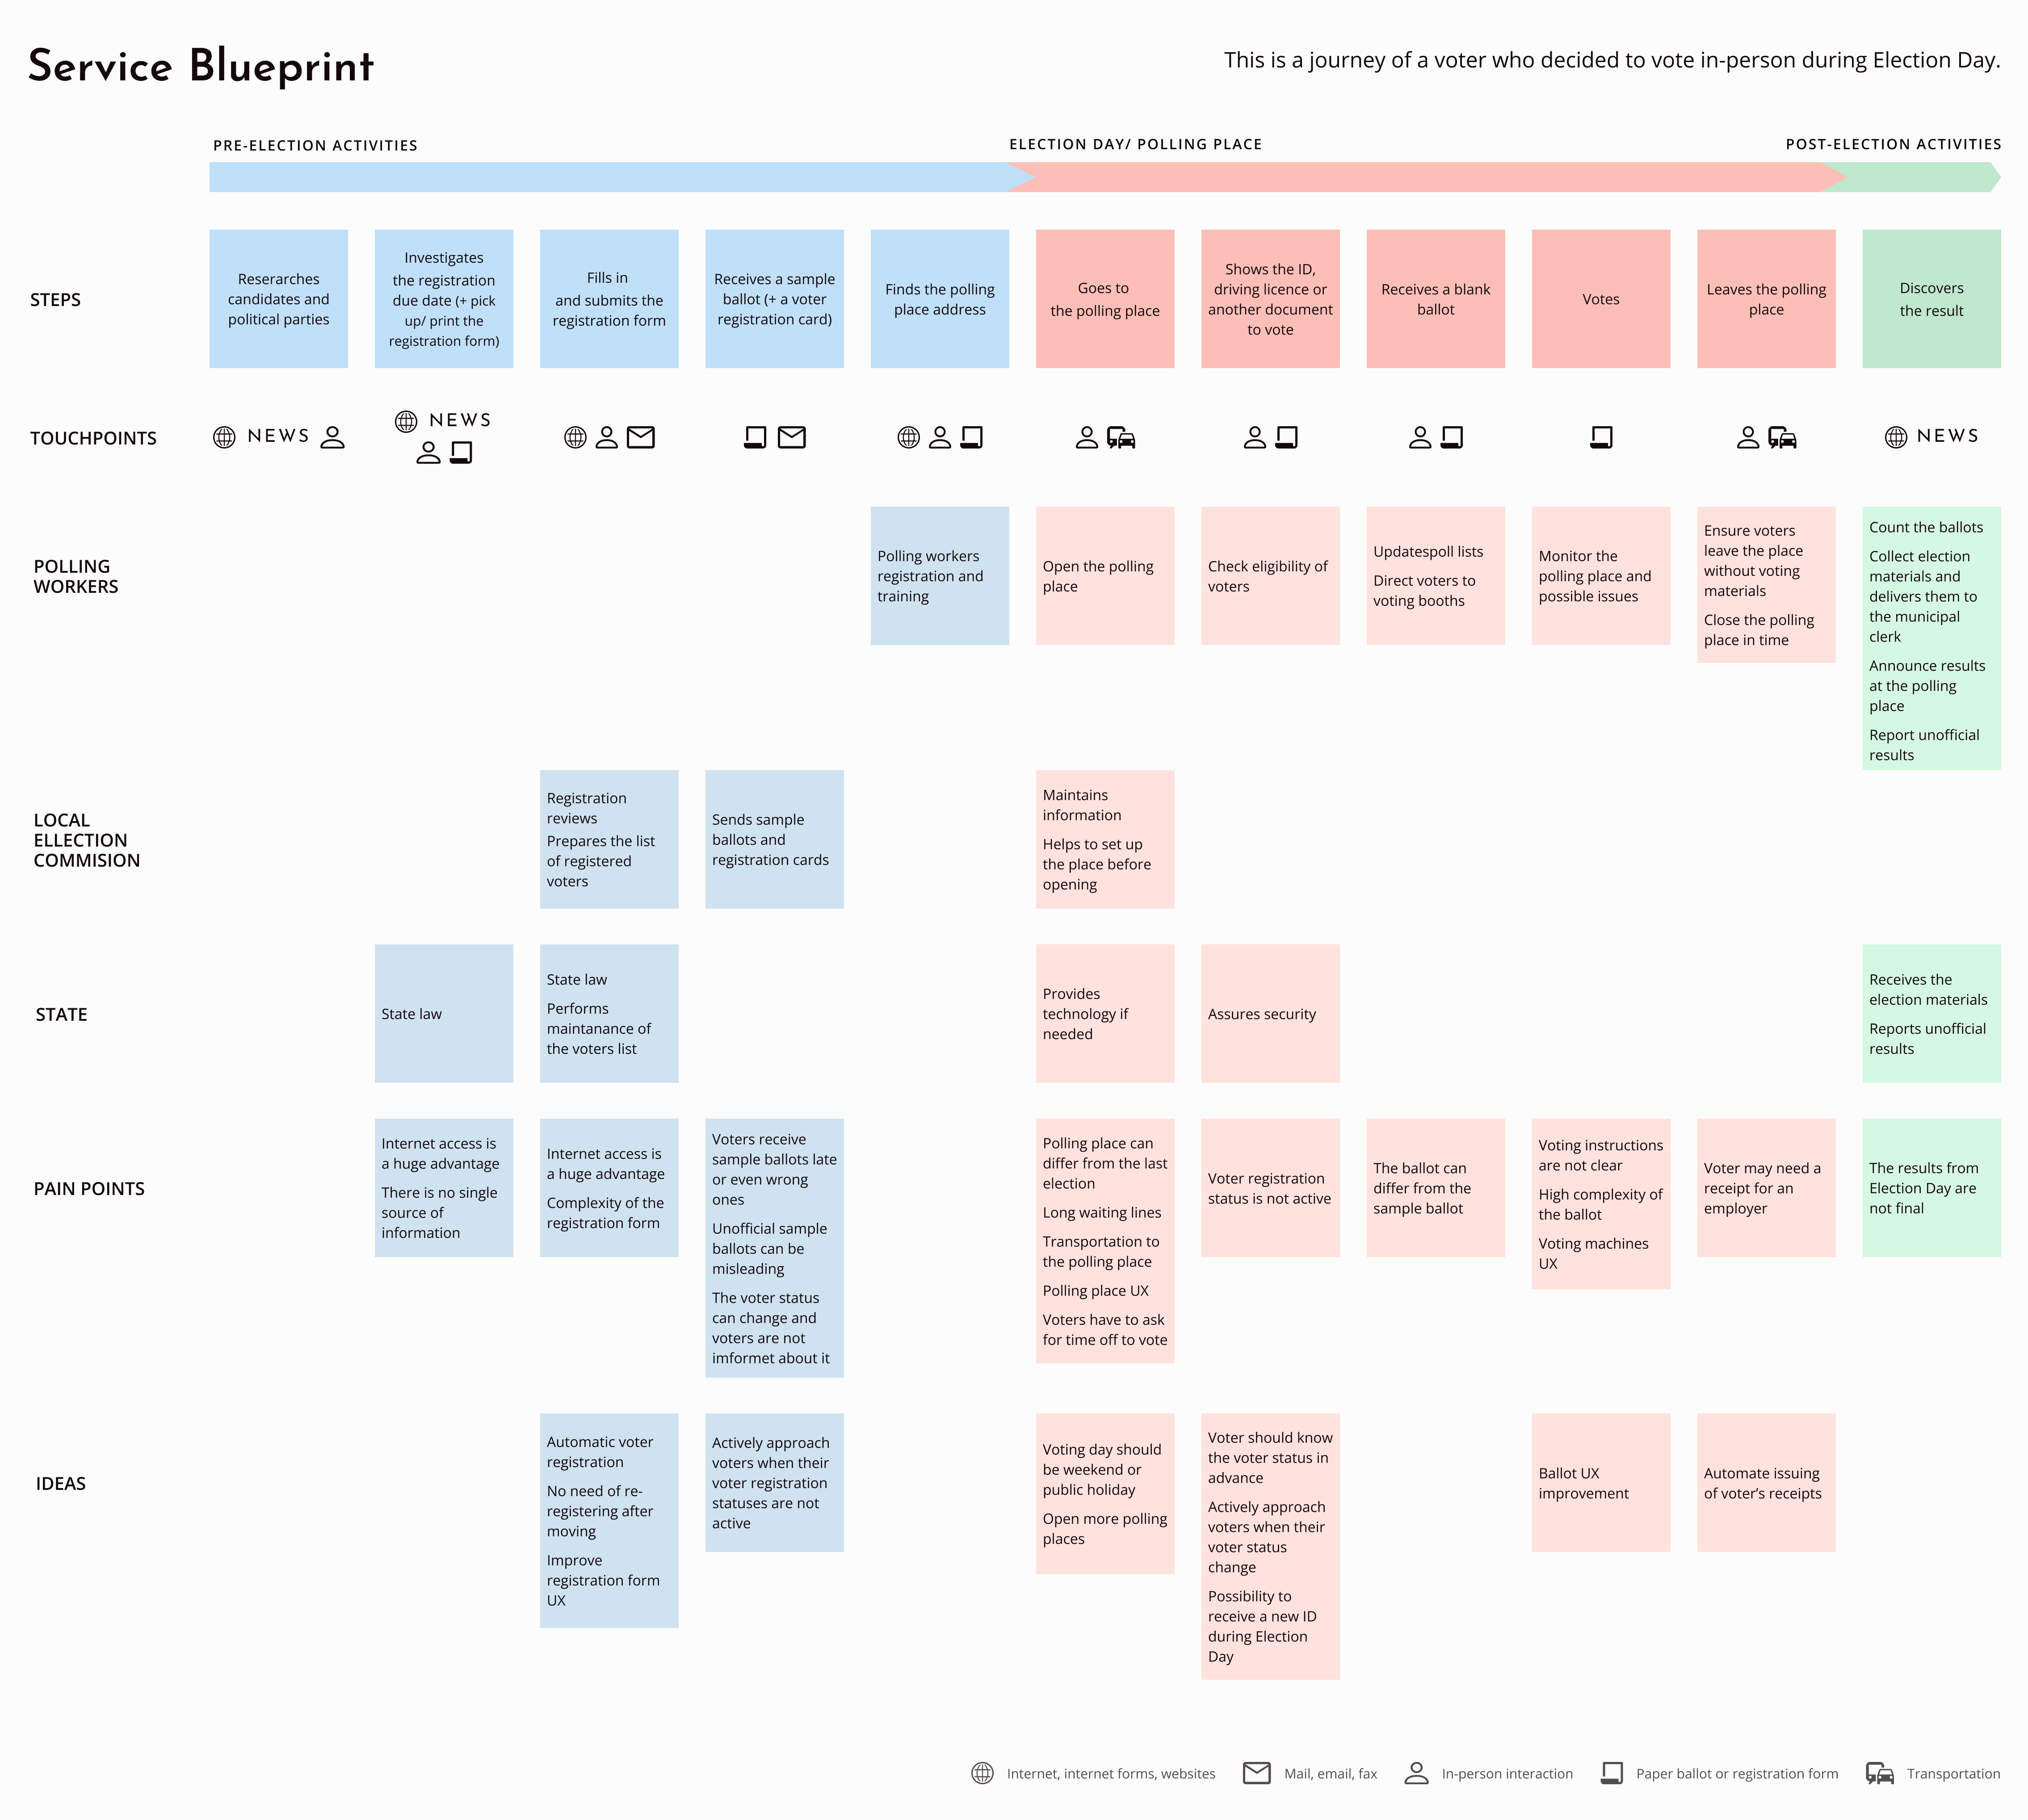 Service Blueprint
This is a journey of a voter who decided to vote in-person during Election Day.
PRE-ELECTION ACTIVITIES
ELECTION DAY/ POLLING PLACE
POST-ELECTION ACTIVITIES
STEPS
Reserarches
candidates and
political parties
Investigates
the registration
due date (+ pick
up/ print the
registration form)
Fills in
and submits the
registration form
Receives a sample
ballot (+ a voter
registration card)
Finds the polling
place address
Goes to
the polling place
Shows the ID,
driving licence or
another document
to vote
Receives a blank
ballot
Votes
Leaves the polling
place
Discovers
the result
TOUCHPOINTS
NEWS
NEWS
NEWS
POLLING
WORKERS
Polling workers
registration and
training
Open the polling
place
Check eligibility of
voters
Updatespoll lists
Direct voters to
voting booths
Monitor the
polling place and
possible issues
Ensure voters
leave the place
without voting
materials
Close the polling
place in time
Count the ballots
Collect election
materials and
delivers them to
the municipal
clerk
Announce results
at the polling
place
Report unofficial
results
LOCAL
ELLECTION
COMMISION
Registration
reviews
Prepares the list
of registered
voters
Sends sample
ballots and
registration cards
Maintains
information
Helps to set up
the place before
opening
STATE
State law
State law
Performs
maintanance of
the voters list
Provides
technology if
needed
Assures security
Receives the
election materials
Reports unofficial
results
PAIN POINTS
Internet access is
a huge advantage
There is no single
source of
information
Internet access is
a huge advantage
Complexity of the
registration form
Voters receive
sample ballots late
or even wrong
ones
Unofficial sample
ballots can be
misleading
The voter status
can change and
voters are not
imformet about it
Polling place can
differ from the last
election
Long waiting lines
Transportation to
the polling place
Polling place UX
Voters have to ask
for time off to vote
Voter registration
status is not active
The ballot can
differ from the
sample ballot
Voting instructions
are not clear
High complexity of
the ballot
Voting machines
UX
Voter may need a
receipt for an
employer
The results from
Election Day are
not final
IDEAS
Automatic voter
registration
No need of re-
registering after
moving
Improve
registration form
UX
Actively approach
voters when their
voter registration
statuses are not
active
Voting day should
be weekend or
public holiday
Open more polling
places
Voter should know
the voter status in
advance
Actively approach
voters when their
voter status
change
Possibility to
receive a new ID
during Election
Day
Ballot UX
improvement
Automate issuing
of voter’s receipts
Internet, internet forms, websites
Mail, email, fax
In-person interaction
Paper ballot or registration form
Transportation